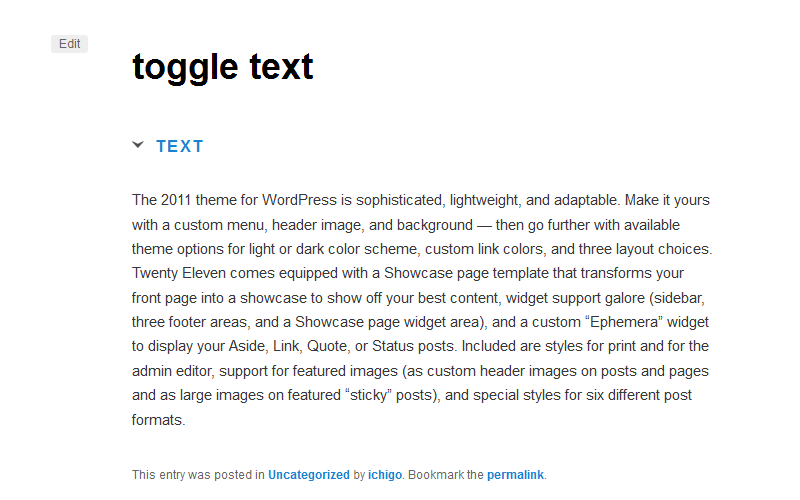 Edit
toggle text
TEXT
The 2011 theme for WordPress is sophisticated, lightweight, and adaptable. Make it yours
with a custom menu, header image, and background — then go further with available
theme options for light or dark color scheme, custom link colors, and three layout choices.
Twenty Eleven comes equipped with a Showcase page template that transforms your
front page into a showcase to show off your best content, widget support galore (sidebar,
three footer areas, and a Showcase page widget area), and a custom “Ephemera” widget
to display your Aside, Link, Quote, or Status posts. Included are styles for print and for the
admin editor, support for featured images (as custom header images on posts and pages
and as large images on featured “sticky” posts), and special styles for six different post
formats.
This entry was posted in Uncategorized by ichigo. Bookmark the permalink.